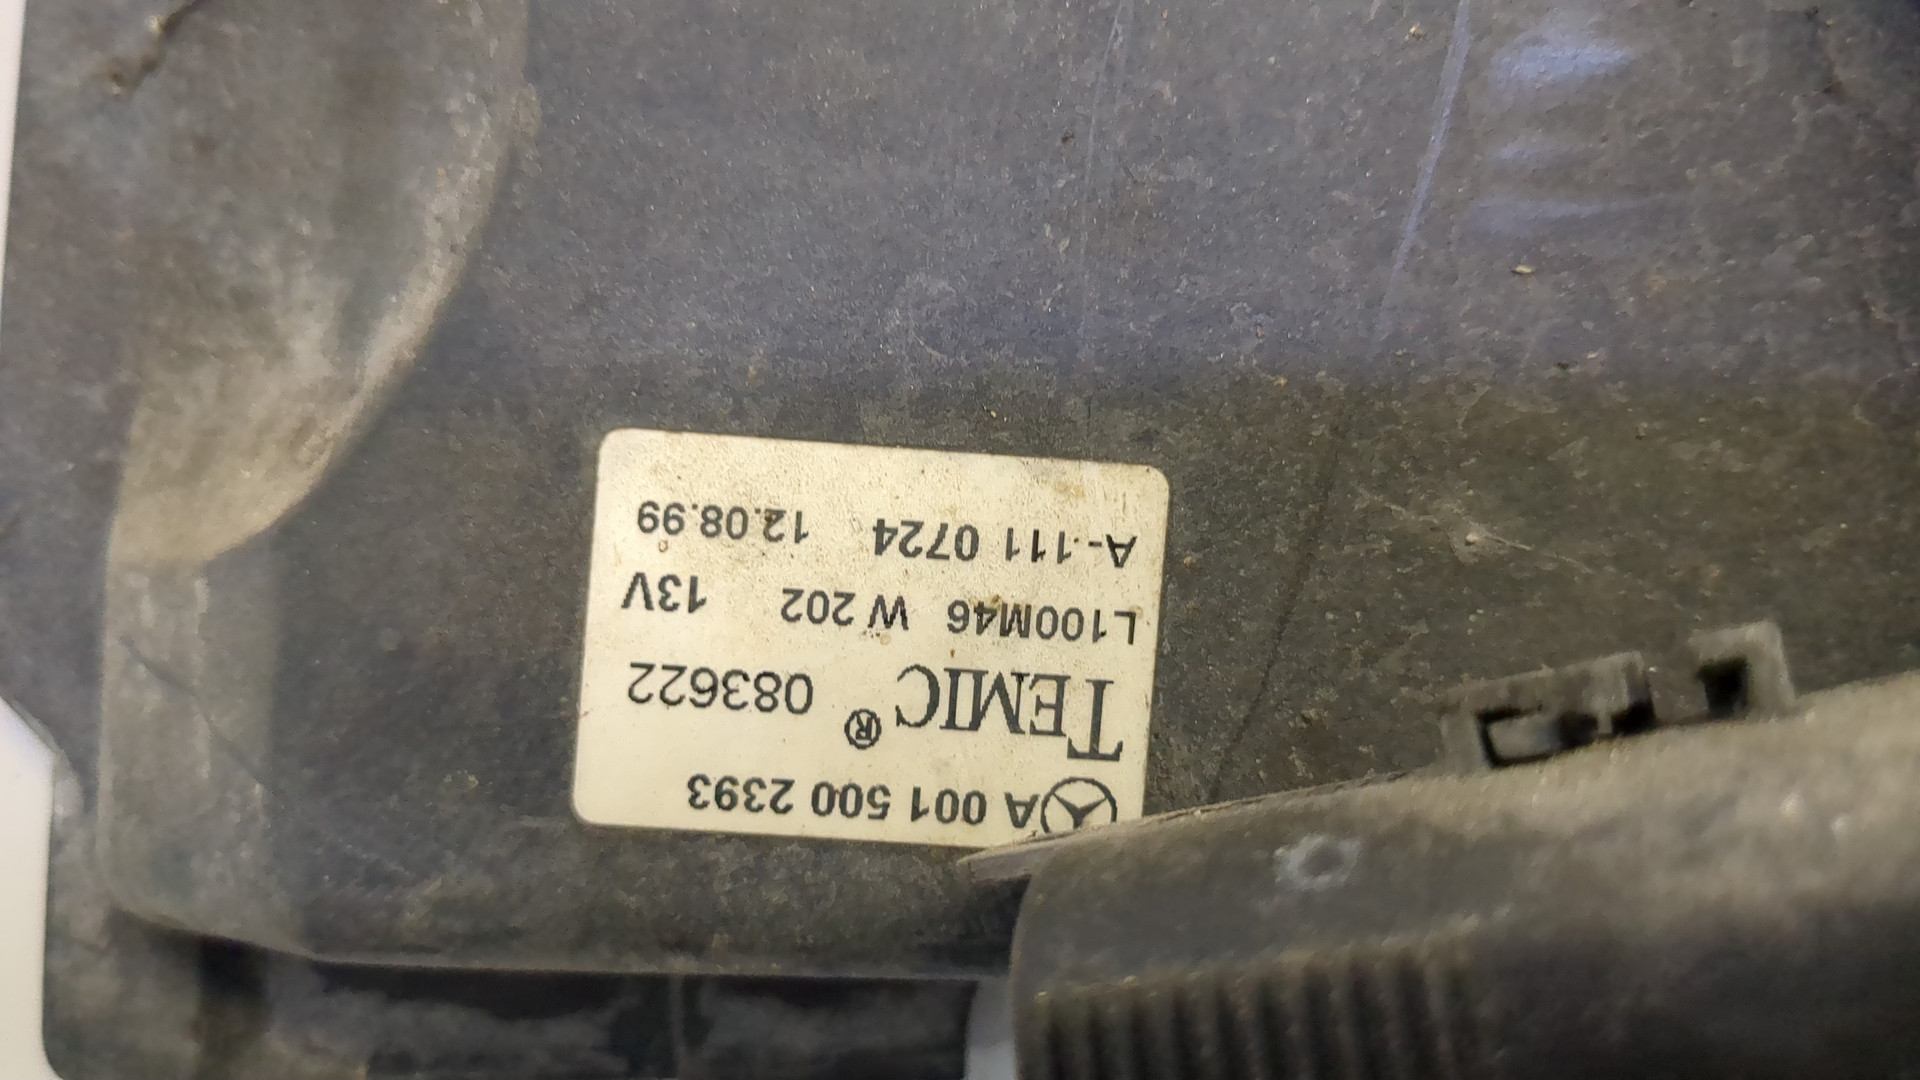 A 001 500 2393
TEMIC® 083622
L100M46 W 202 13V
A-111 0724 12.08.99